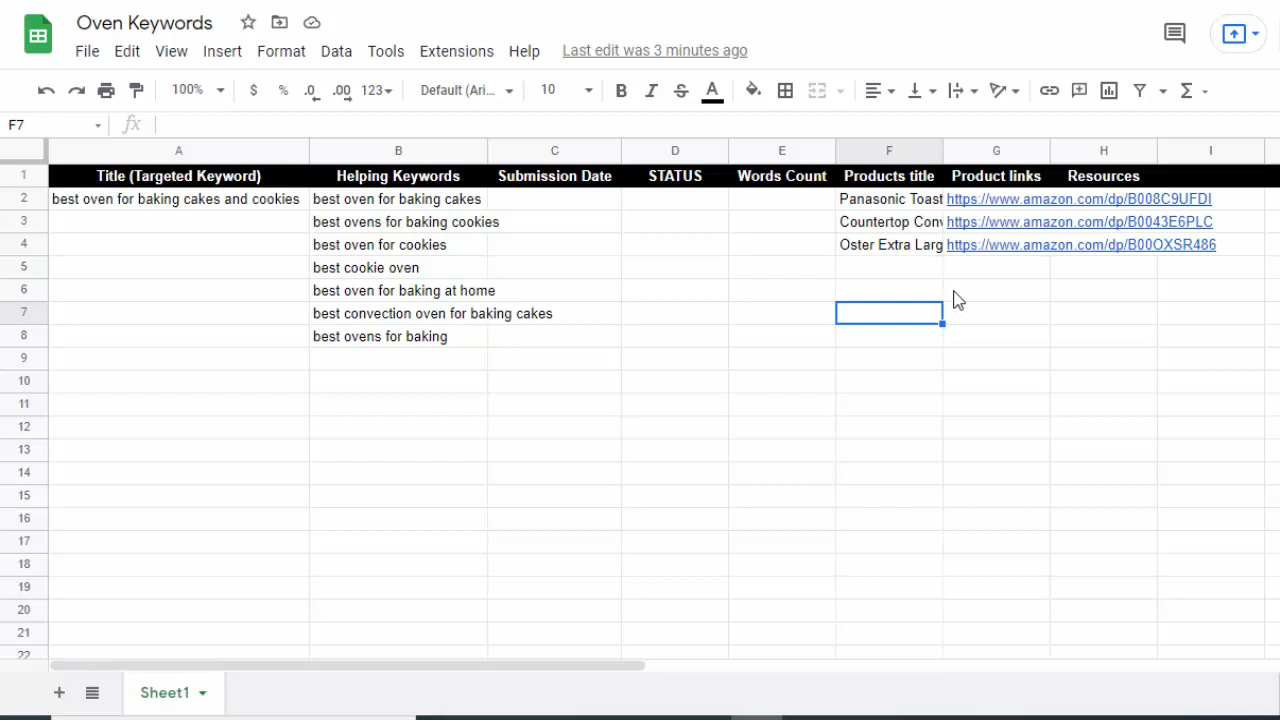 Oven Keywords
File Edit View Insert Format Data Tools Extensions Help Last edit was 3 minutes ago
100% $ % .0 .00 123 Default (Ari... 10 B I S A Σ
F7 fx
A B C D E F G H I
1 Title (Targeted Keyword) Helping Keywords Submission Date STATUS Words Count Products title Product links Resources
2 best oven for baking cakes and cookies best oven for baking cakes Panasonic Toast https://www.amazon.com/dp/B008C9UFDI
3 best ovens for baking cookies Countertop Conv https://www.amazon.com/dp/B0043E6PLC
4 best oven for cookies Oster Extra Larg https://www.amazon.com/dp/B00OXSR486
5 best cookie oven
6 best oven for baking at home
7 best convection oven for baking cakes
8 best ovens for baking
9
10
11
12
13
14
15
16
17
18
19
20
21
22
+ Sheet1